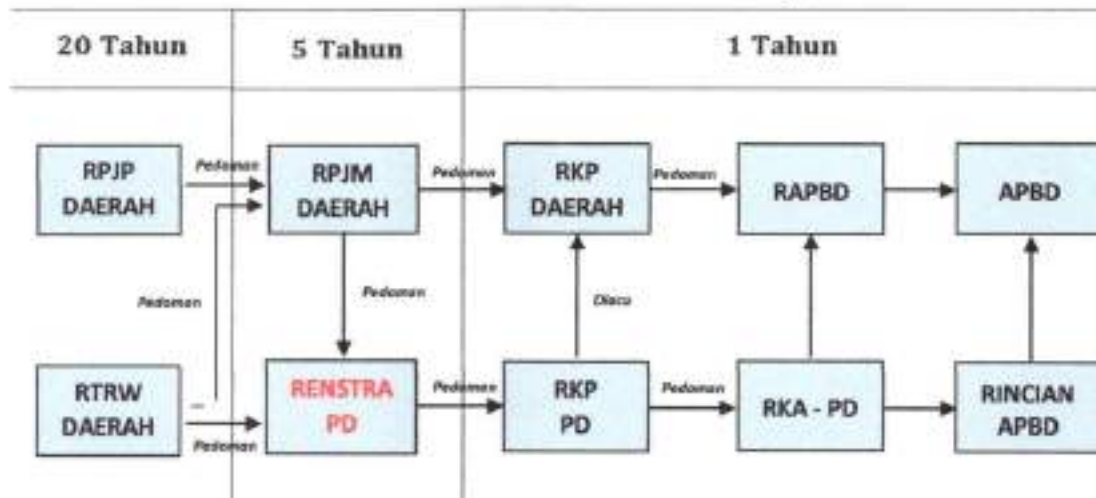 20 Tahun
5 Tahun
1 Tahun
RPJP
DAERAH
Pedoman
RPJM
DAERAH
Pedoman
RKP
DAERAH
Pedoman
RAPBD
APBD
Pedoman
Pedoman
Diacu
RTRW
DAERAH
Pedoman
RENSTRA
PD
Pedoman
RKP
PD
Pedoman
RKA - PD
RINCIAN
APBD